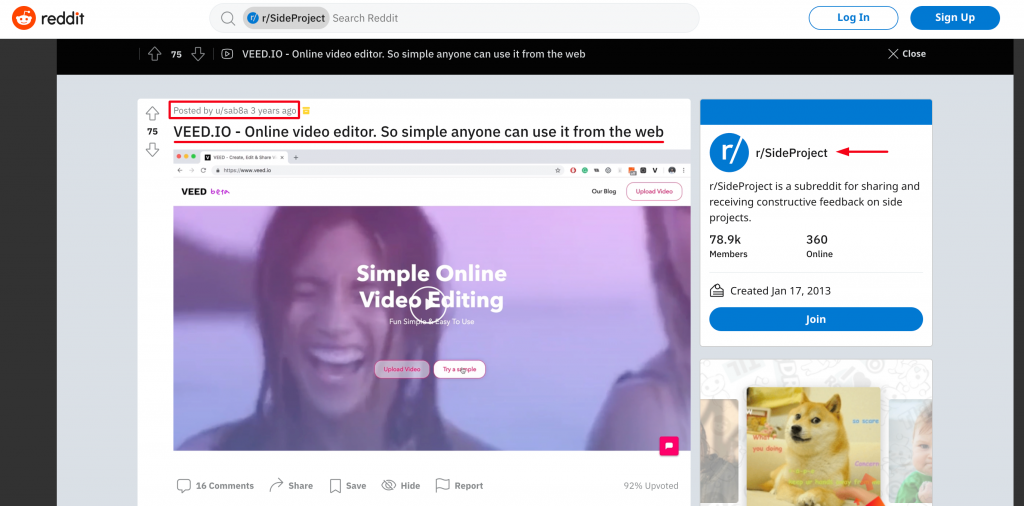 reddit
r/SideProject Search Reddit
Log In
Sign Up
75
VEED.IO - Online video editor. So simple anyone can use it from the web
Close
Posted by u/sab8a 3 years ago
75
VEED.IO - Online video editor. So simple anyone can use it from the web
VEED - Create, Edit & Share
https://www.veed.io
VEED beta
Our Blog
Upload Video
Simple Online
Video Editing
Fun Simple & Easy To Use
Upload Video
Try a sample
16 Comments
Share
Save
Hide
Report
92% Upvoted
r/
r/SideProject
r/SideProject is a subreddit for sharing and
receiving constructive feedback on side
projects.
78.9k
360
Members
Online
Created Jan 17, 2013
Join
so scope
What's
you doing